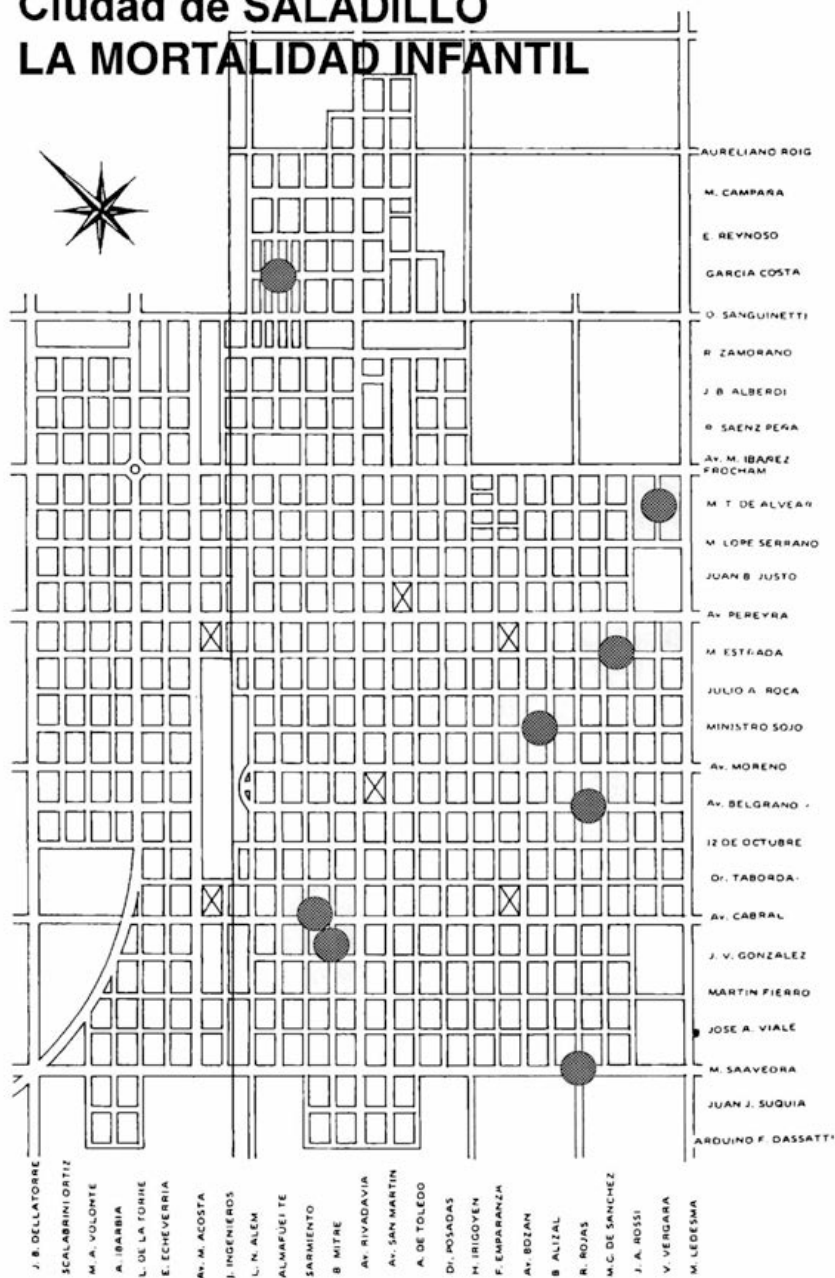 Ciudad de SALADILLO
LA MORTALIDAD INFANTIL
AURELIANO ROIG
M. CAMPAÑA
E. REYNOSO
GARCIA COSTA
O. SANGUINETTI
R. ZAMORANO
J. B. ALBERDI
R. SAENZ PEÑA
Av. M. IBAÑEZ
FROCHAM
M. T. DE ALVEAR
M. LOPE SERRANO
JUAN B. JUSTO
Av. PEREYRA
M. ESTRADA
JULIO A. ROCA
MINISTRO SOJO
Av. MORENO
Av. BELGRANO
12 DE OCTUBRE
Dr. TABORDA
Av. CABRAL
J. V. GONZALEZ
MARTIN FIERRO
JOSE A. VIALE
M. SAAVEDRA
JUAN J. SUQUIA
ARDUINO F. DASSATTI
J. B. DELLATORRE
SCALABRINI ORTIZ
M. A. VOLONTE
A. IBARBIA
L. DE LA TORRE
E. ECHEVERRIA
Av. M. ACOSTA
J. INGENIEROS
L. N. ALEM
ALMAFUERTE
SARMIENTO
B. MITRE
Av. RIVADAVIA
Av. SAN MARTIN
A. DE TOLEDO
Dr. POSADAS
H. IRIGOYEN
F. EMPARANZA
Av. BOZAN
B. ALIZAL
R. ROJAS
M.C. DE SANCHEZ
J. A. ROSSI
V. VERGARA
M. LEDESMA